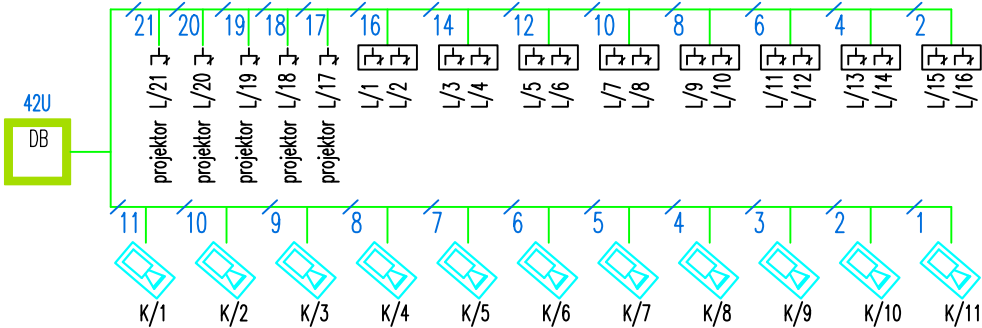 21 20 19 18 17 16 14 12 10 8 6 4 2
projektor L/21
projektor L/20
projektor L/19
projektor L/18
projektor L/17
L/1
L/2
L/3
L/4
L/5
L/6
L/7
L/8
L/9
L/10
L/11
L/12
L/13
L/14
L/15
L/16
42U
DB
11 10 9 8 7 6 5 4 3 2 1
K/1 K/2 K/3 K/4 K/5 K/6 K/7 K/8 K/9 K/10 K/11